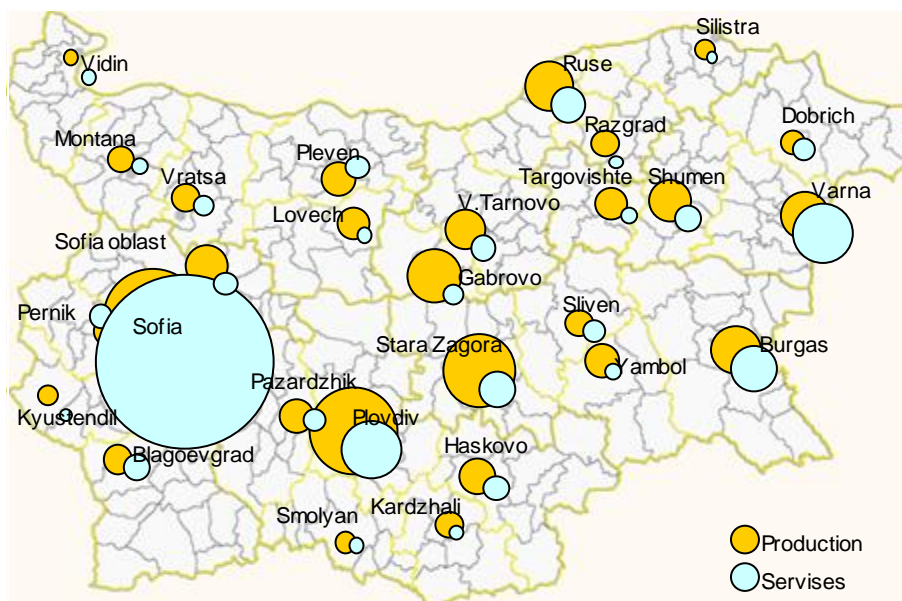 Silistra
Vidin
Ruse
Dobrich
Razgrad
Montana
Pleven
Vratsa
Targovishte
Shumen
Varna
V.Tarnovo
Lovech
Sofia oblast
Gabrovo
Pernik
Sofia
Sliven
Stara Zagora
Burgas
Yambol
Pazardzhik
Kyustendil
Plovdiv
Haskovo
Blagoevgrad
Kardzhali
Smolyan
Production
Servises